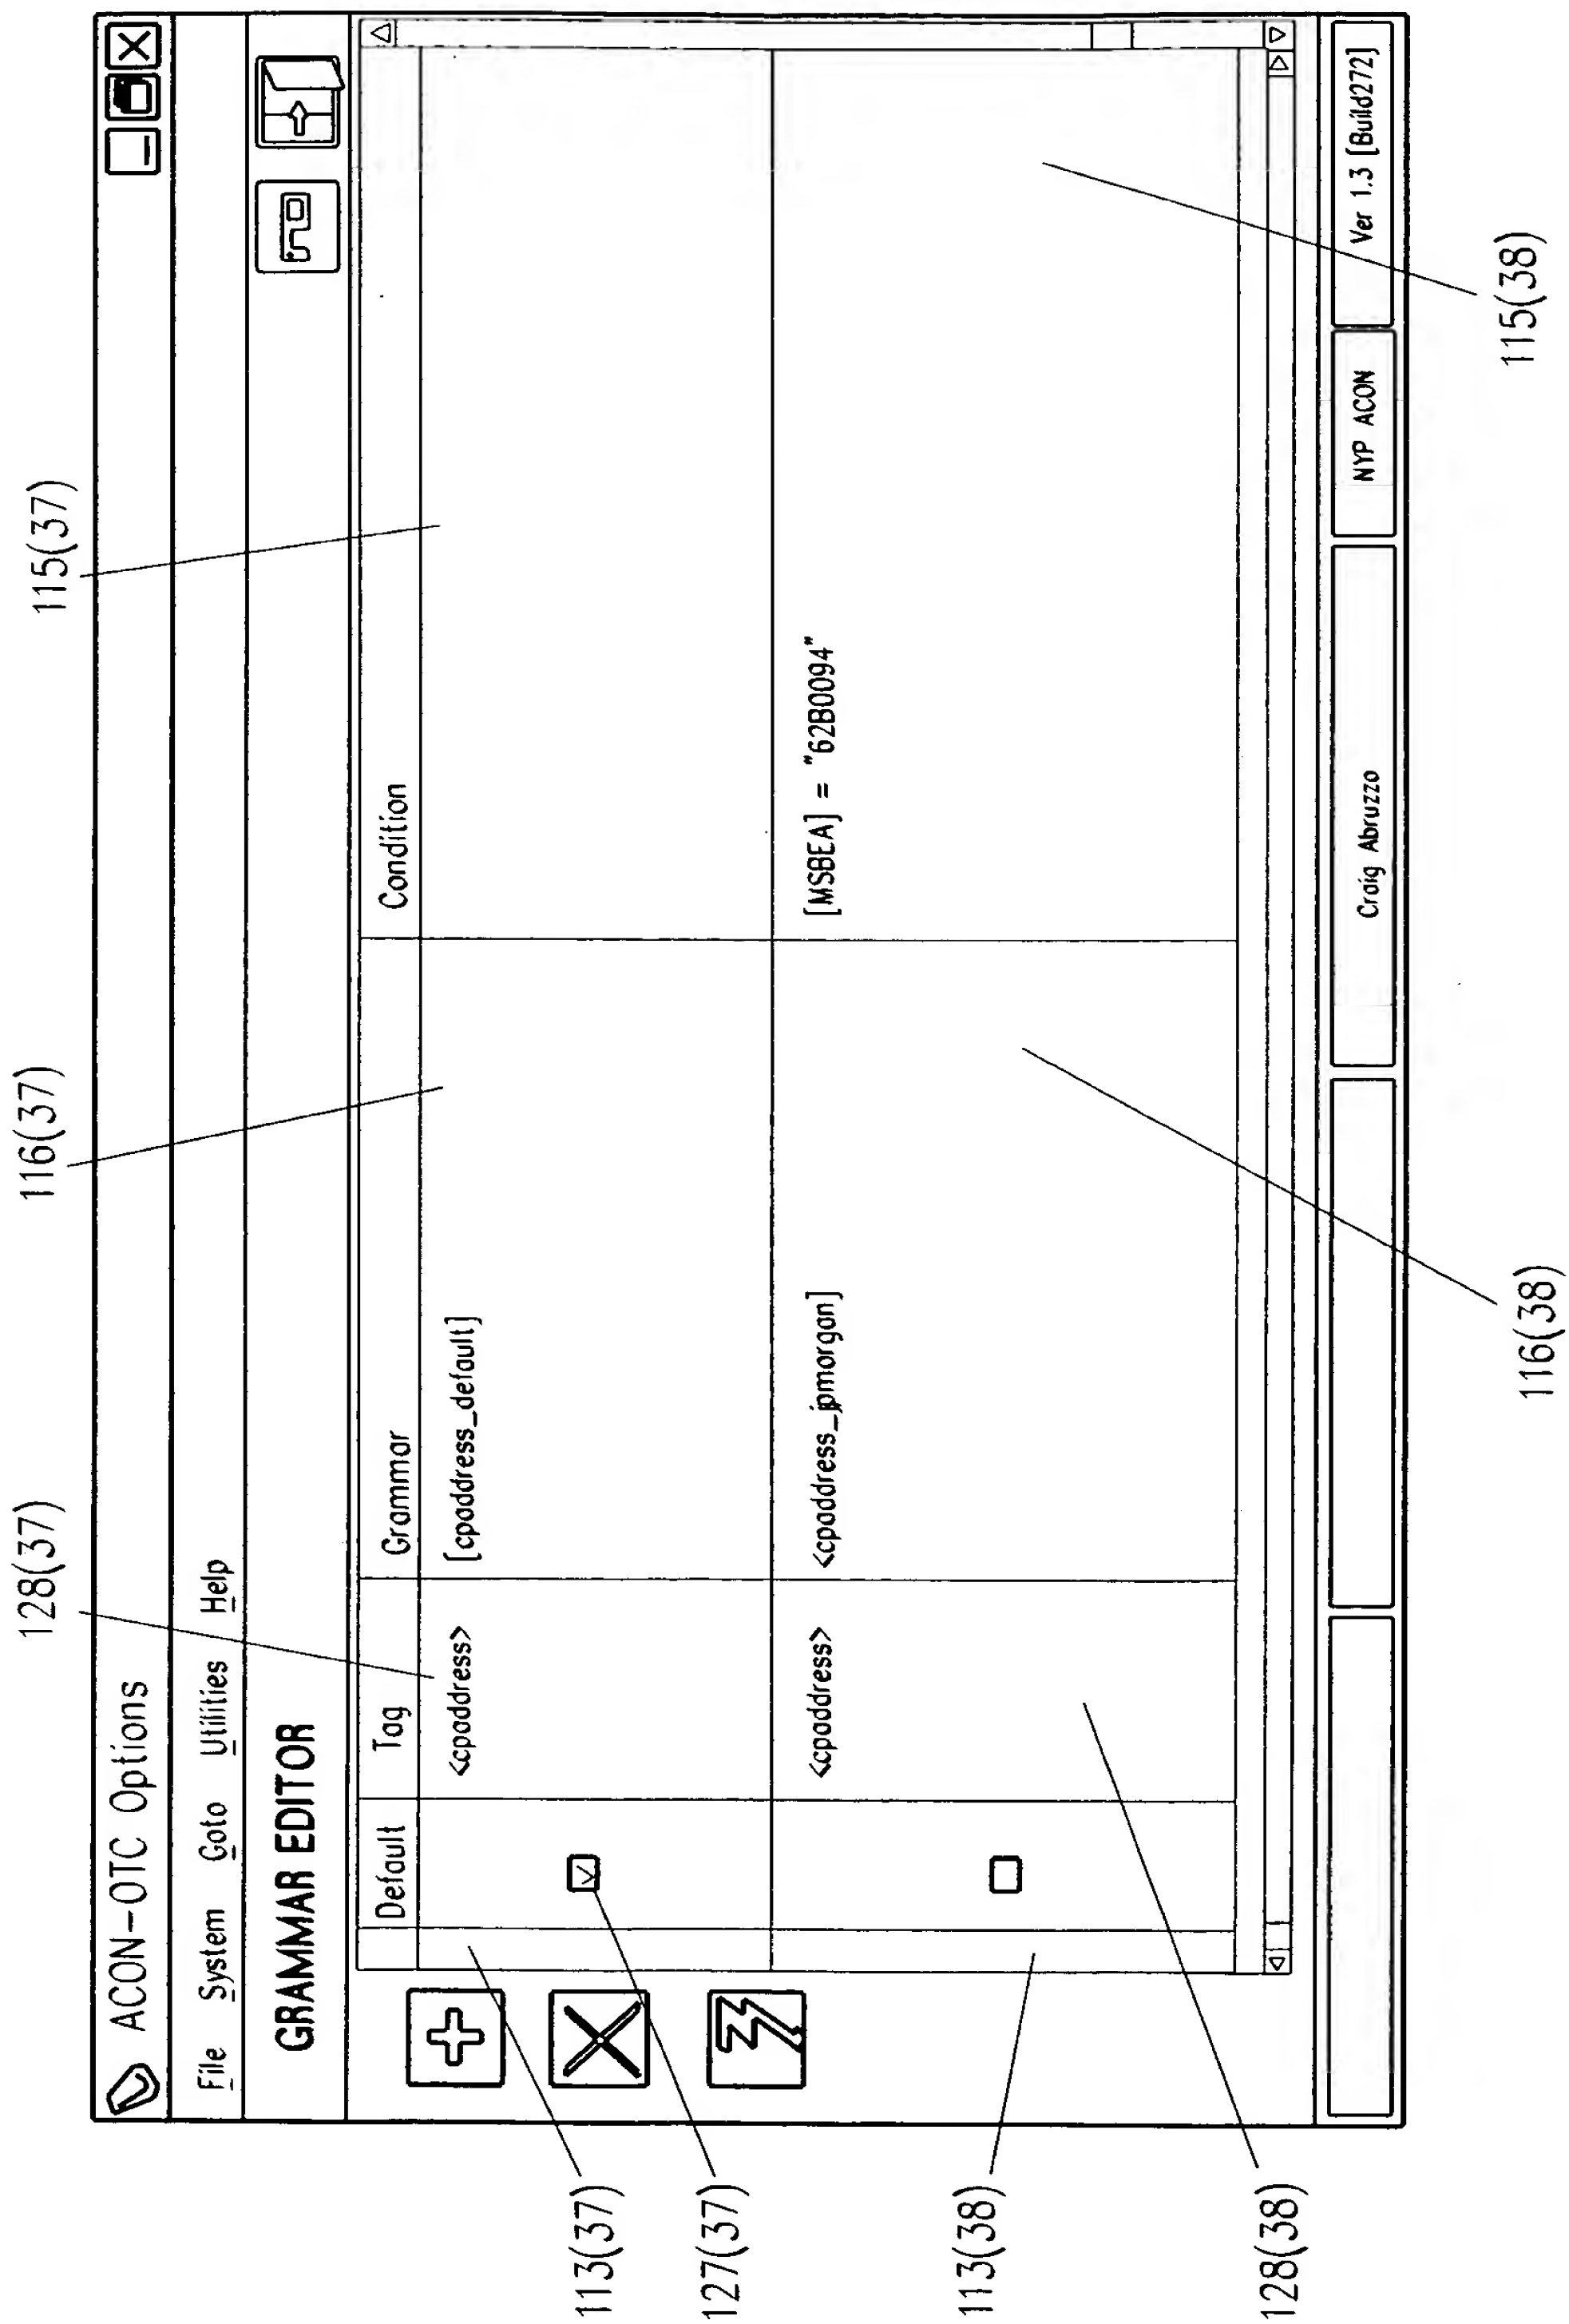 128(37)
116(37)
115(37)
ACON-OTC Options
File System Goto Utilities Help
GRAMMAR EDITOR
Default Tag Grammar Condition
<cpaddress> [cpaddress_default]
<cpaddress> <cpaddress_jpmorgan] [MSBEA] = "62B0094"
Craig Abruzzo NYP ACON Ver 1.3 [Build272]
113(37)
127(37)
113(38)
128(38)
116(38)
115(38)